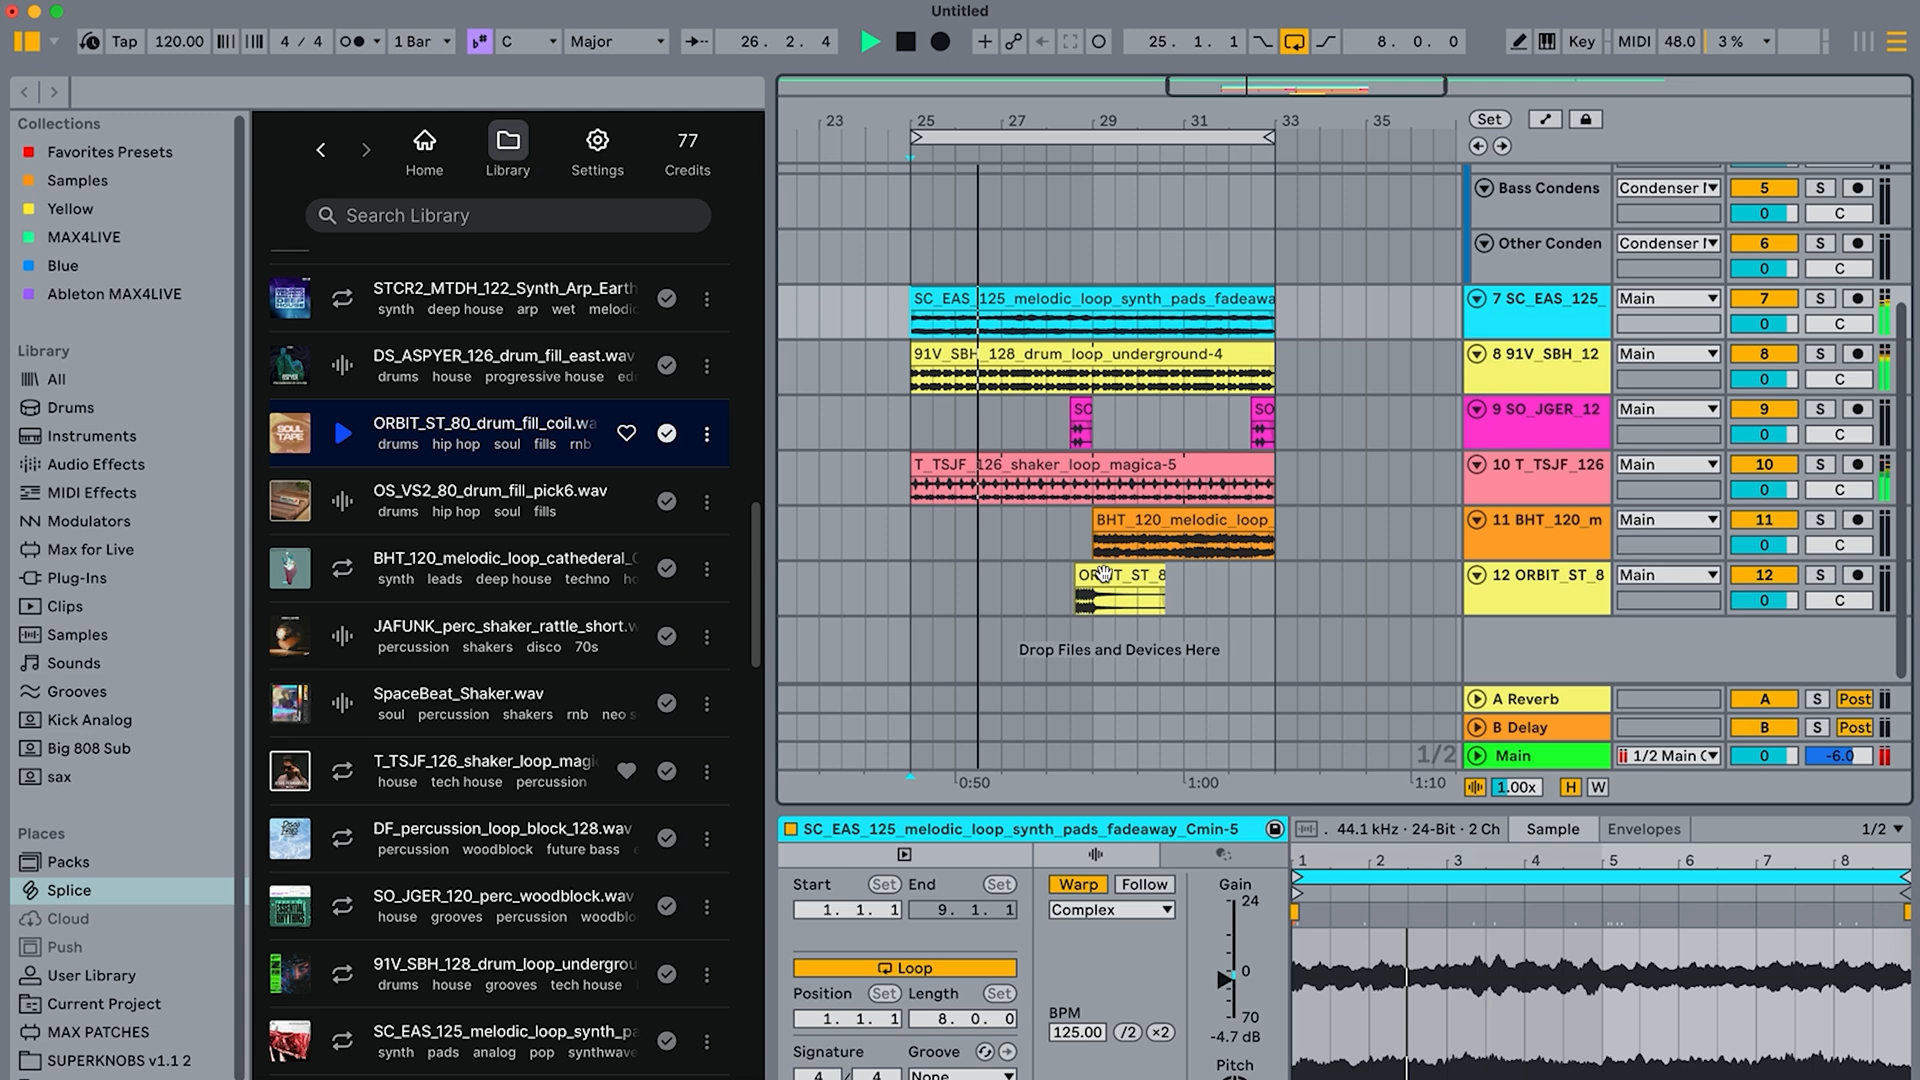 Untitled
Tap 120.00 4 / 4 1 Bar C Major 26. 2. 4 25. 1. 1 8. 0. 0 Key MIDI 48.0 3 %
Collections
Favorites Presets
Samples
Yellow
MAX4LIVE
Blue
Ableton MAX4LIVE
Library
All
Drums
Instruments
Audio Effects
MIDI Effects
Modulators
Max for Live
Plug-Ins
Clips
Samples
Sounds
Grooves
Kick Analog
Big 808 Sub
sax
Places
Packs
Splice
Cloud
Push
User Library
Current Project
MAX PATCHES
SUPERKNOBS v1.1 2
Home Library Settings 77 Credits
Search Library
STCR2_MTDH_122_Synth_Arp_Earth
synth deep house arp wet melodic
DS_ASPYER_126_drum_fill_east.wav
drums house progressive house
ORBIT_ST_80_drum_fill_coil.wa
drums hip hop soul fills rnb
OS_VS2_80_drum_fill_pick6.wav
drums hip hop soul fills
BHT_120_melodic_loop_cathederal_
synth leads deep house techno
JAFUNK_perc_shaker_rattle_short.w
percussion shakers disco 70s
SpaceBeat_Shaker.wav
soul percussion shakers rnb neo s
T_TSJF_126_shaker_loop_magi
house tech house percussion
DF_percussion_loop_block_128.wav
percussion woodblock future bass
SO_JGER_120_perc_woodblock.wav
house grooves percussion woodblo
91V_SBH_128_drum_loop_undergrou
drums house grooves tech house
SC_EAS_125_melodic_loop_synth_pa
synth pads analog pop synthwave
23 25 27 29 31 33 35
Set
SC_EAS_125_melodic_loop_synth_pads_fadeawa
91V_SBH_128_drum_loop_underground-4
SO SO
T_TSJF_126_shaker_loop_magica-5
BHT_120_melodic_loop_
ORBIT_ST_8
Drop Files and Devices Here
1/2
0:50 1:00 1:10
Bass Condens Condenser 5 S
0 C
Other Conden Condenser 6 S
0 C
7 SC_EAS_125_ Main 7 S
0 C
8 91V_SBH_12 Main 8 S
0 C
9 SO_JGER_12 Main 9 S
0 C
10 T_TSJF_126 Main 10 S
0 C
11 BHT_120_m Main 11 S
0 C
12 ORBIT_ST_8 Main 12 S
0 C
A Reverb A S Post
B Delay B S Post
Main 1/2 Main 0 -6.0
1.00x H W
SC_EAS_125_melodic_loop_synth_pads_fadeaway_Cmin-5
Start Set End Set
1. 1. 1 9. 1. 1
Loop
Position Set Length Set
1. 1. 1 8. 0. 0
Signature Groove
4 / 4 None
Warp Follow
Complex
BPM
125.00 /2 ×2
Gain
24
0
70
-4.7 dB
Pitch
44.1 kHz · 24-Bit · 2 Ch Sample Envelopes 1/2
1 2 3 4 5 6 7 8